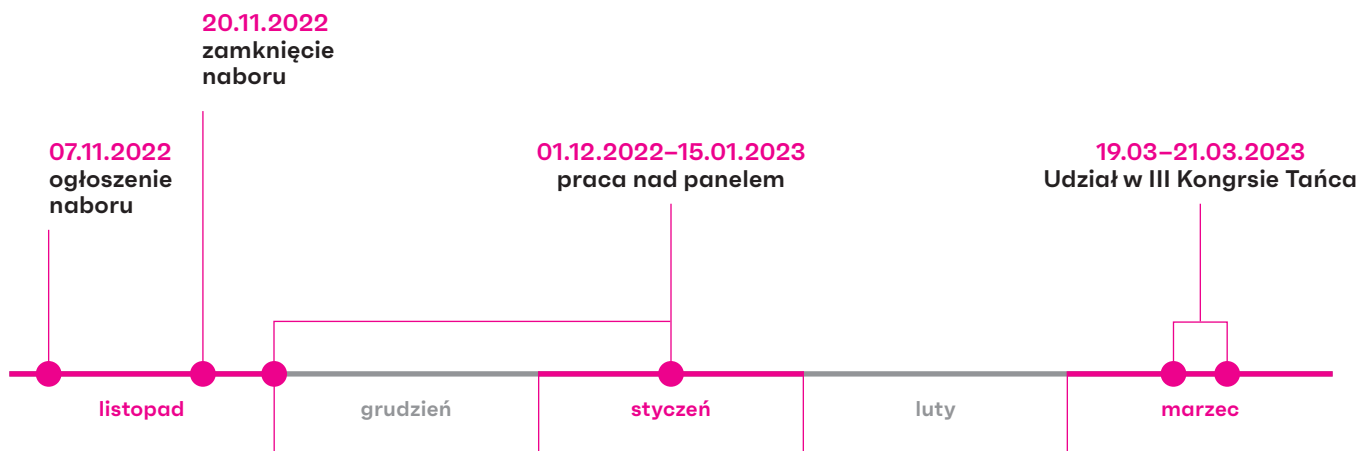 20.11.2022
zamknięcie
naboru
07.11.2022
ogłoszenie
naboru
01.12.2022–15.01.2023
praca nad panelem
19.03–21.03.2023
Udział w III Kongrsie Tańca
listopad
grudzień
styczeń
luty
marzec